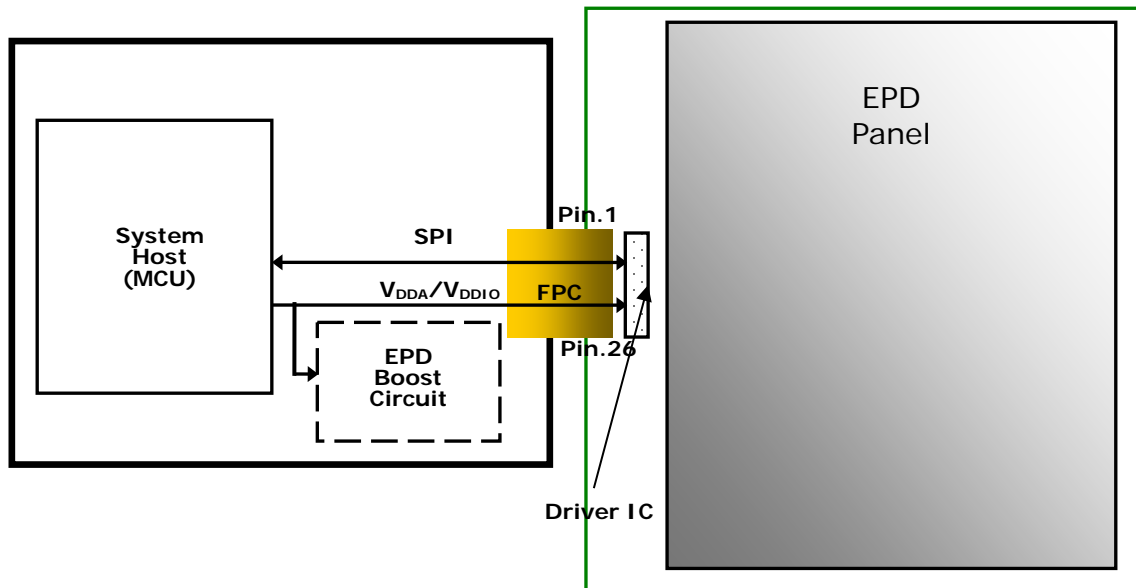 EPD
Panel
System
Host
(MCU)
SPI
Pin.1
VDDA/VDDIO
FPC
Pin.26
EPD
Boost
Circuit
Driver IC